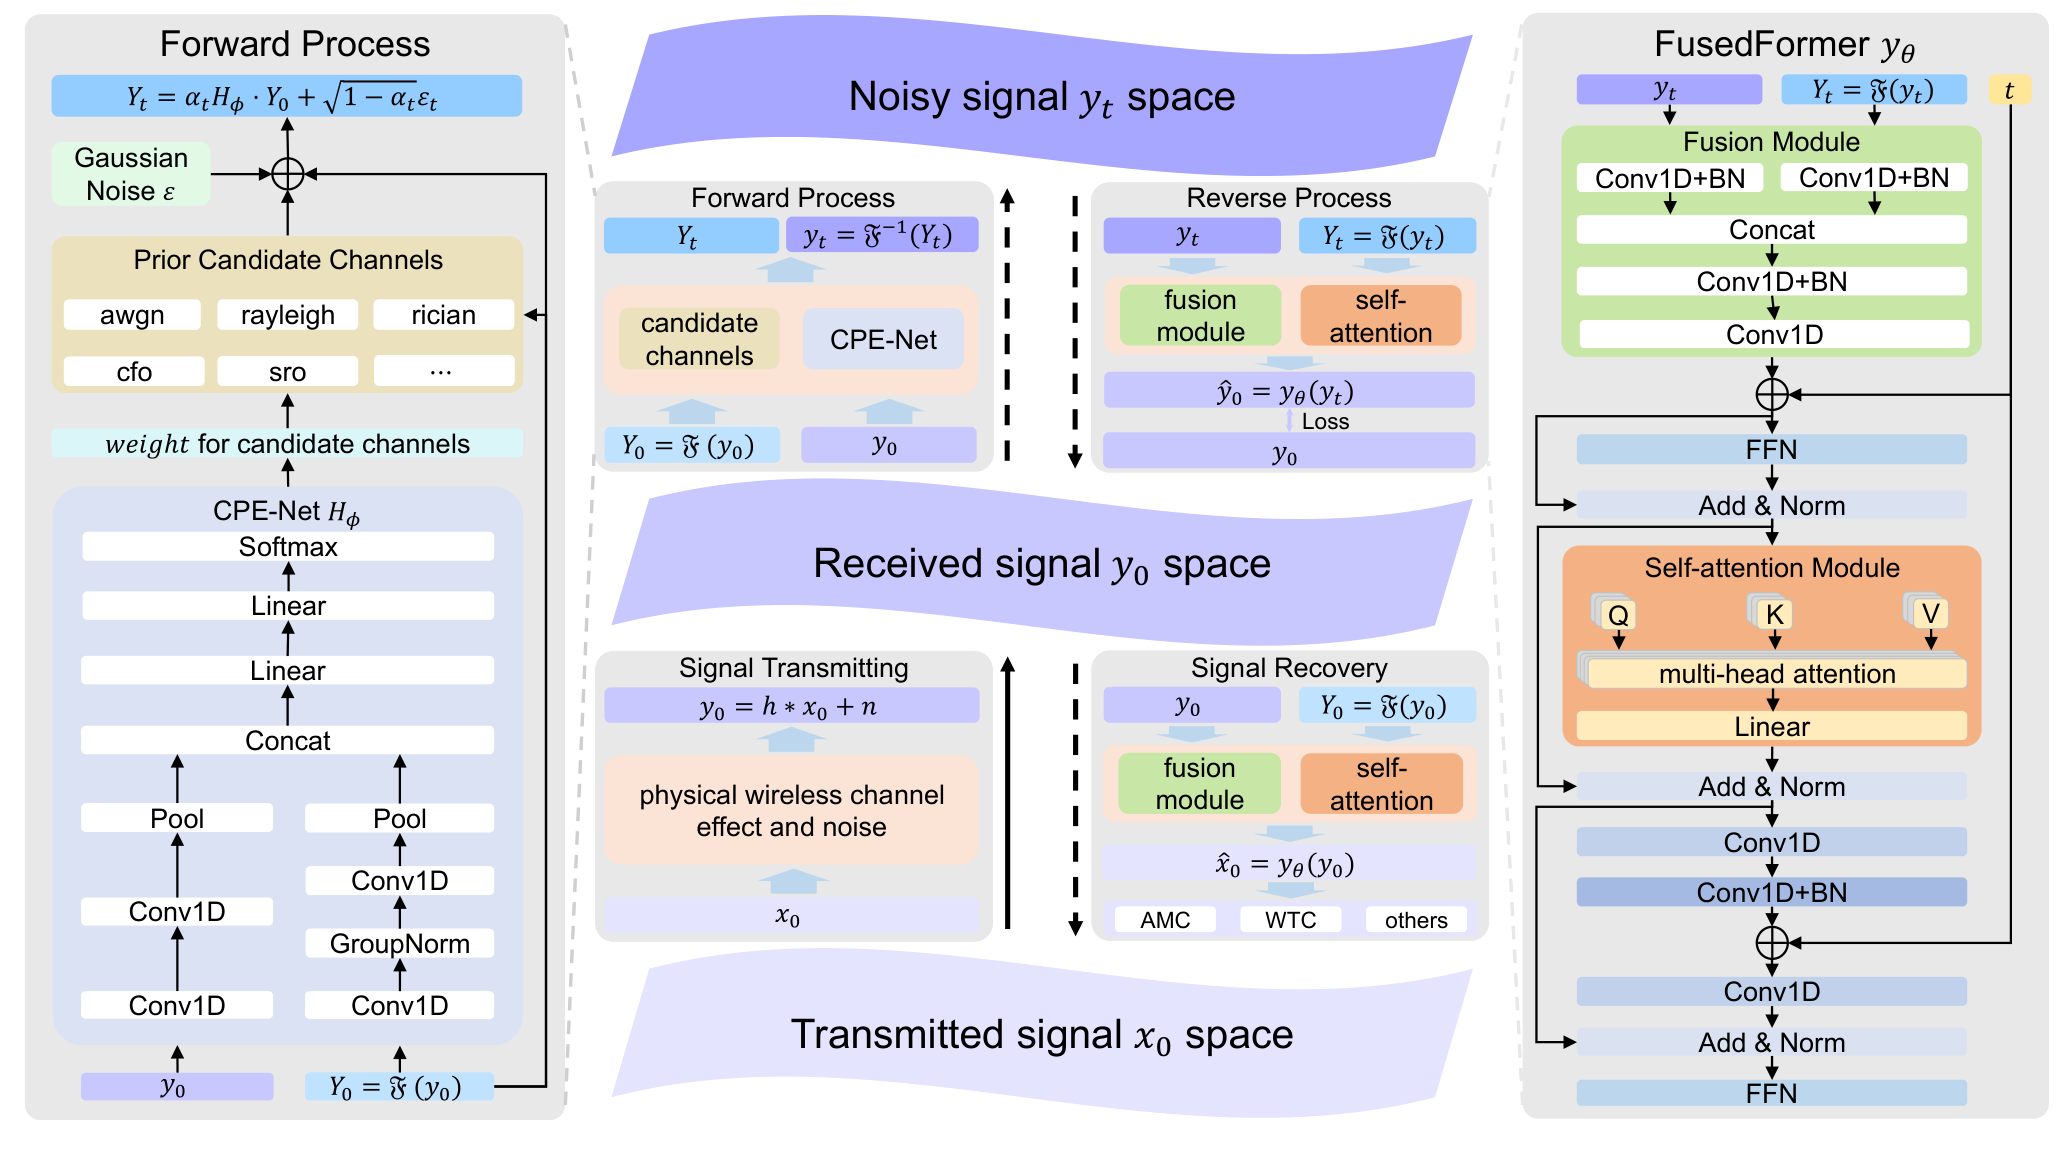 Forward Process
Y_t = α_t H_ϕ · Y_0 + √(1 − α_t) ε_t
Gaussian
Noise ε
Prior Candidate Channels
awgn
rayleigh
rician
cfo
sro
...
weight for candidate channels
CPE-Net H_ϕ
Softmax
Linear
Linear
Concat
Pool
Pool
Conv1D
Conv1D
GroupNorm
Conv1D
Conv1D
y_0
Y_0 = 𝔉 (y_0)
Noisy signal y_t space
Forward Process
Y_t
y_t = 𝔉⁻¹(Y_t)
candidate
channels
CPE-Net
Y_0 = 𝔉 (y_0)
y_0
Reverse Process
y_t
Y_t = 𝔉(y_t)
fusion
module
self-
attention
ŷ_0 = y_θ(y_t)
Loss
y_0
Received signal y_0 space
Signal Transmitting
y_0 = h ∗ x_0 + n
physical wireless channel
effect and noise
x_0
Signal Recovery
y_0
Y_0 = 𝔉(y_0)
fusion
module
self-
attention
x̂_0 = y_θ(y_0)
AMC
WTC
others
Transmitted signal x_0 space
FusedFormer y_θ
y_t
Y_t = 𝔉(y_t)
t
Fusion Module
Conv1D+BN
Conv1D+BN
Concat
Conv1D+BN
Conv1D
FFN
Add & Norm
Self-attention Module
Q
K
V
multi-head attention
Linear
Add & Norm
Conv1D
Conv1D+BN
Conv1D
Add & Norm
FFN